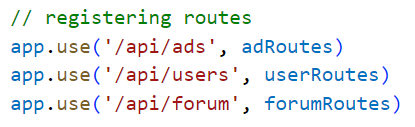 // registering routes
app.use('/api/ads', adRoutes)
app.use('/api/users', userRoutes)
app.use('/api/forum', forumRoutes)